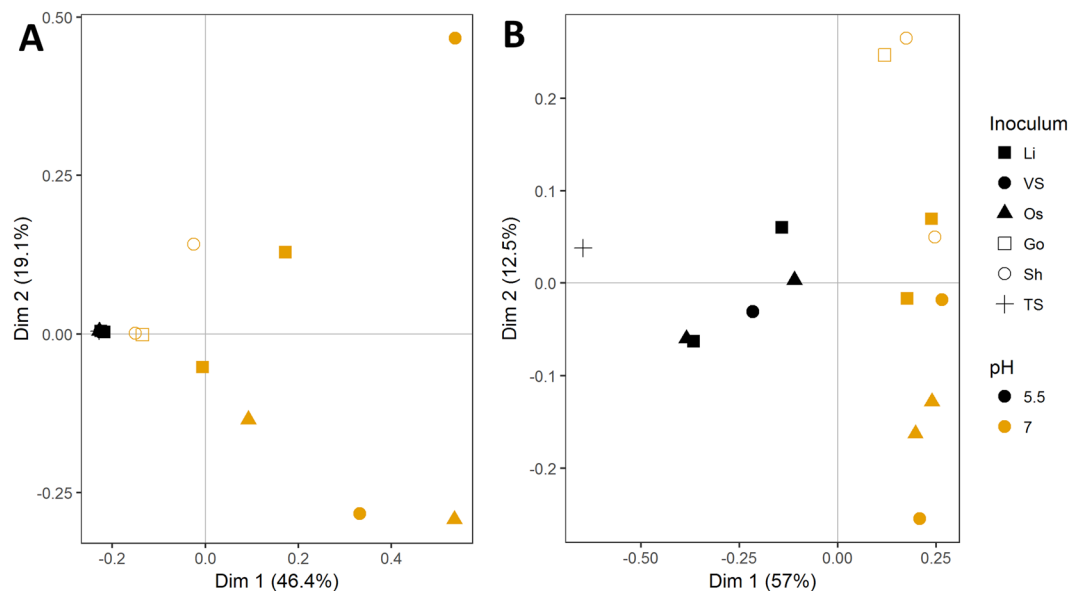 A
B
0.50
0.25
0.00
-0.25
Dim 2 (19.1%)
-0.2
0.0
0.2
0.4
Dim 1 (46.4%)
0.2
0.1
0.0
-0.1
-0.2
Dim 2 (12.5%)
-0.50
-0.25
0.00
0.25
Dim 1 (57%)
Inoculum
Li
VS
Os
Go
Sh
TS
pH
5.5
7